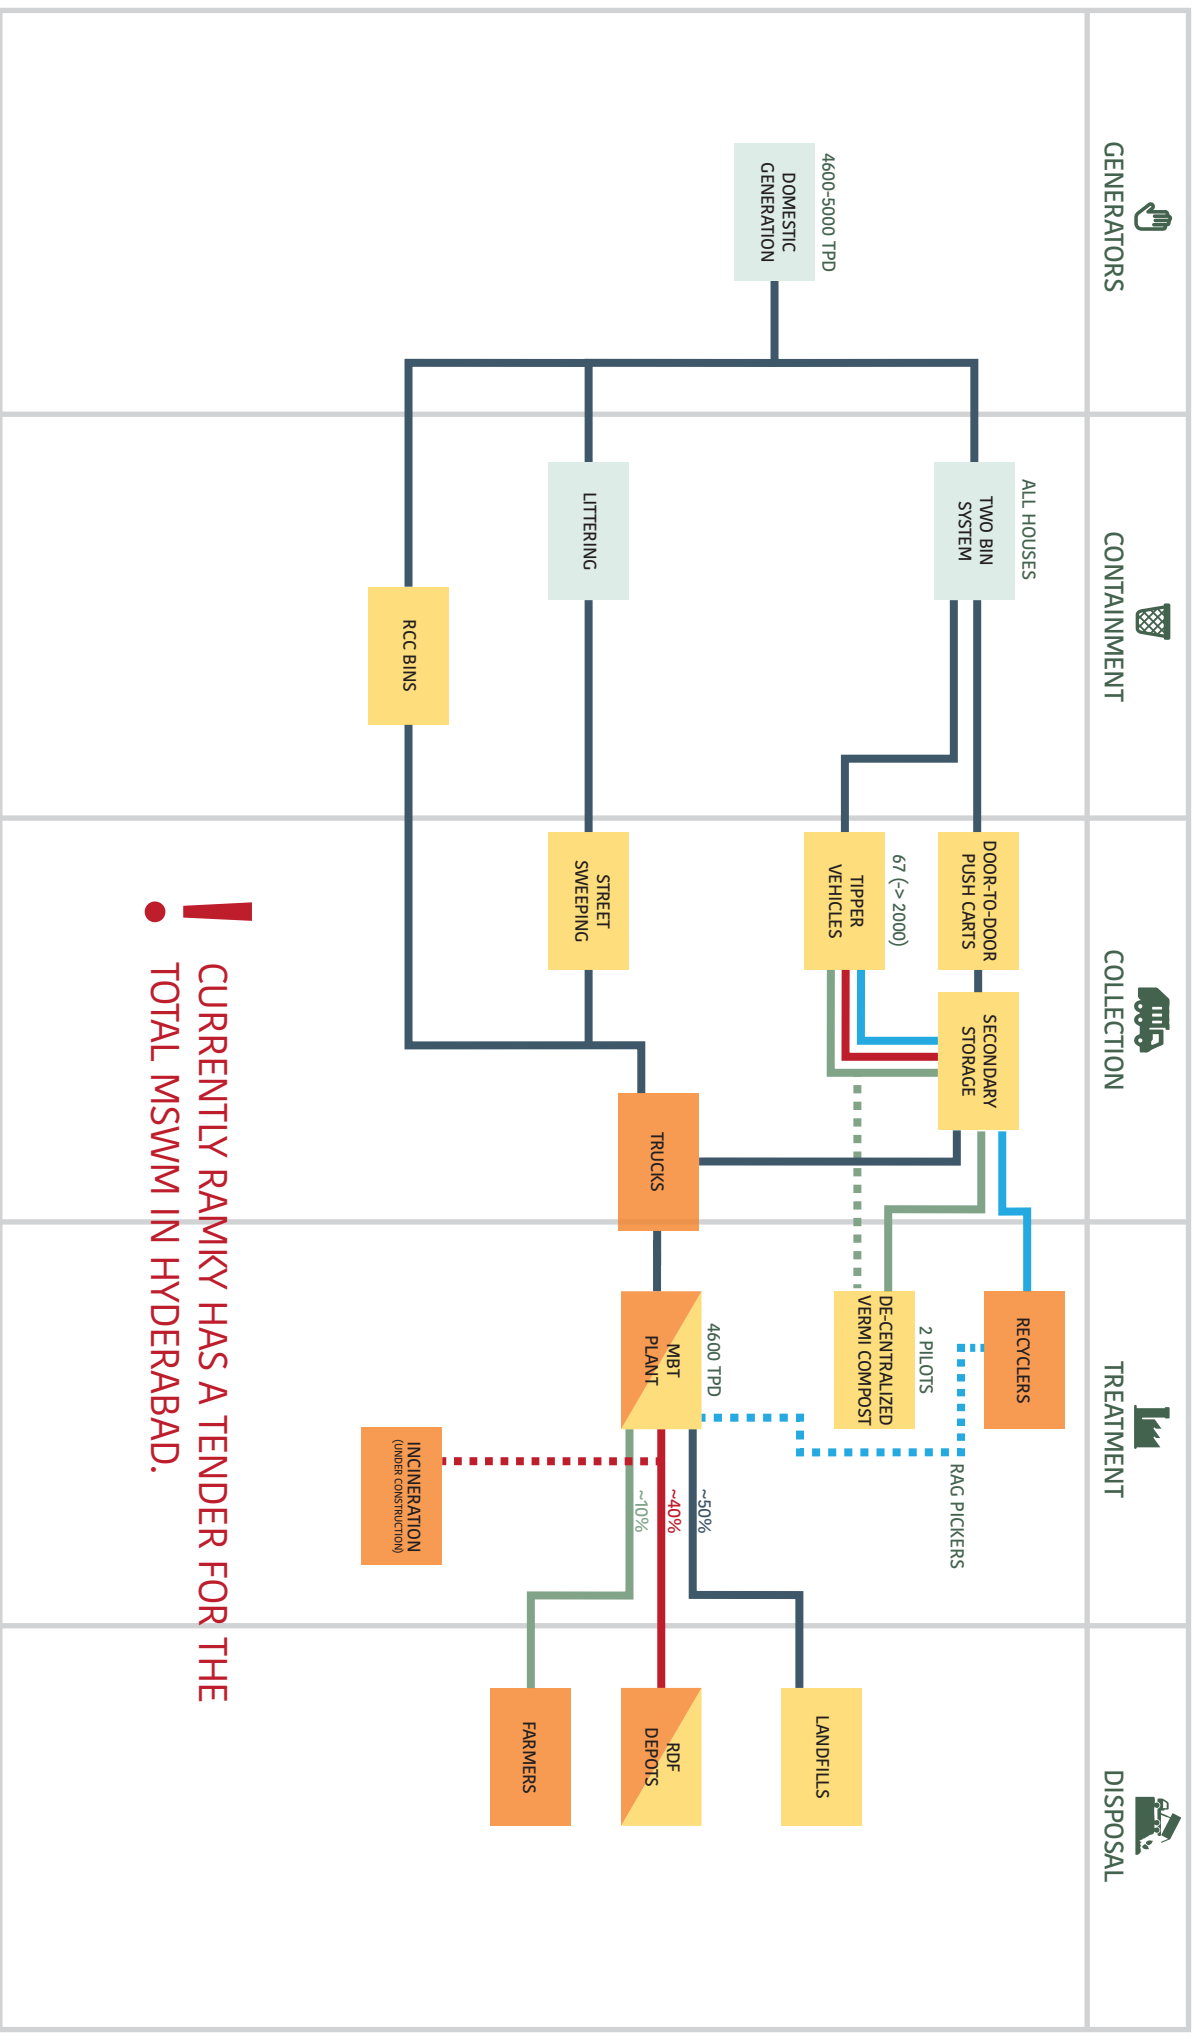 GENERATORS
CONTAINMENT
COLLECTION
TREATMENT
DISPOSAL
4600-5000 TPD
DOMESTIC
GENERATION
ALL HOUSES
TWO BIN
SYSTEM
LITTERING
RCC BINS
DOOR-TO-DOOR
PUSH CARTS
67 (-> 2000)
TIPPER
VEHICLES
SECONDARY
STORAGE
STREET
SWEEPING
TRUCKS
RECYCLERS
2 PILOTS
DE-CENTRALIZED
VERMI COMPOST
RAG PICKERS
4600 TPD
MBT
PLANT
~50%
~40%
~10%
INCINERATION
(UNDER CONSTRUCTION)
LANDFILLS
RDF
DEPOTS
FARMERS
! CURRENTLY RAMKY HAS A TENDER FOR THE
TOTAL MSWM IN HYDERABAD.